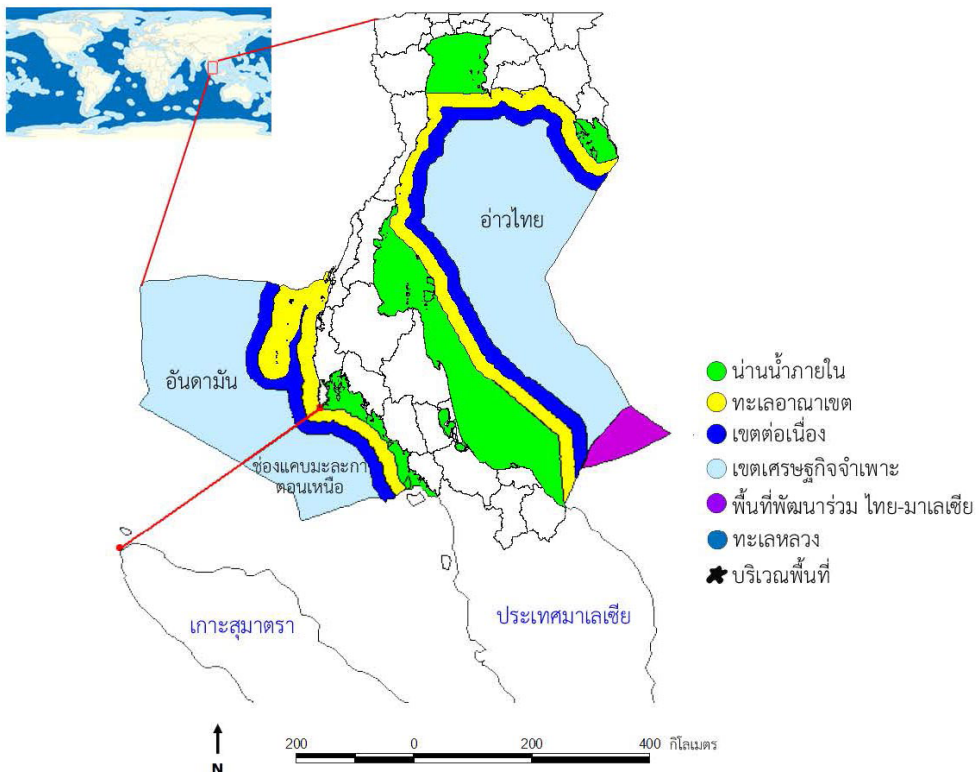 อ่าวไทย
อันดามัน
ช่องแคบมะละกา
ตอนเหนือ
น่านน้ำภายใน
ทะเลอาณาเขต
เขตต่อเนื่อง
เขตเศรษฐกิจจำเพาะ
พื้นที่พัฒนาร่วม ไทย-มาเลเซีย
ทะเลหลวง
บริเวณพื้นที่
เกาะสุมาตรา
ประเทศมาเลเซีย
N
200 0 200 400 กิโลเมตร